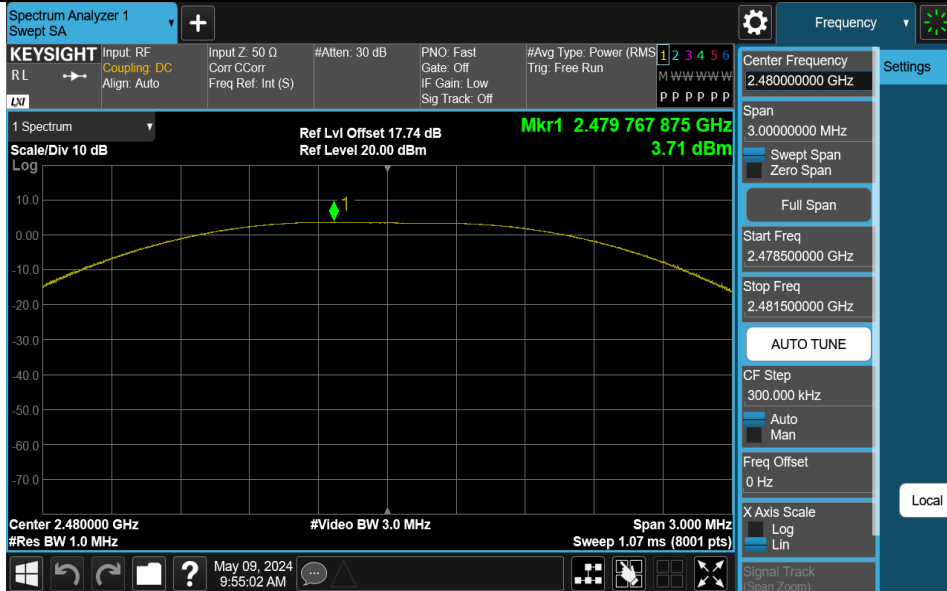 Spectrum Analyzer 1
Swept SA
Frequency
KEYSIGHT
R L
LXI
Input: RF
Coupling: DC
Align: Auto
Input Z: 50 Ω
Corr CCorr
Freq Ref: Int (S)
#Atten: 30 dB
PNO: Fast
Gate: Off
IF Gain: Low
Sig Track: Off
#Avg Type: Power (RMS
Trig: Free Run
1 2 3 4 5 6
M W W W W W
P P P P P P
1 Spectrum
Scale/Div 10 dB
Log
Ref Lvl Offset 17.74 dB
Ref Level 20.00 dBm
Mkr1 2.479 767 875 GHz
3.71 dBm
1
10.0
0.00
-10.0
-20.0
-30.0
-40.0
-50.0
-60.0
-70.0
Center 2.480000 GHz
#Res BW 1.0 MHz
#Video BW 3.0 MHz
Span 3.000 MHz
Sweep 1.07 ms (8001 pts)
Center Frequency
2.480000000 GHz
Span
3.00000000 MHz
Swept Span
Zero Span
Full Span
Start Freq
2.478500000 GHz
Stop Freq
2.481500000 GHz
AUTO TUNE
CF Step
300.000 kHz
Auto
Man
Freq Offset
0 Hz
X Axis Scale
Log
Lin
Signal Track
(Span Zoom)
Settings
Local
?
May 09, 2024
9:55:02 AM